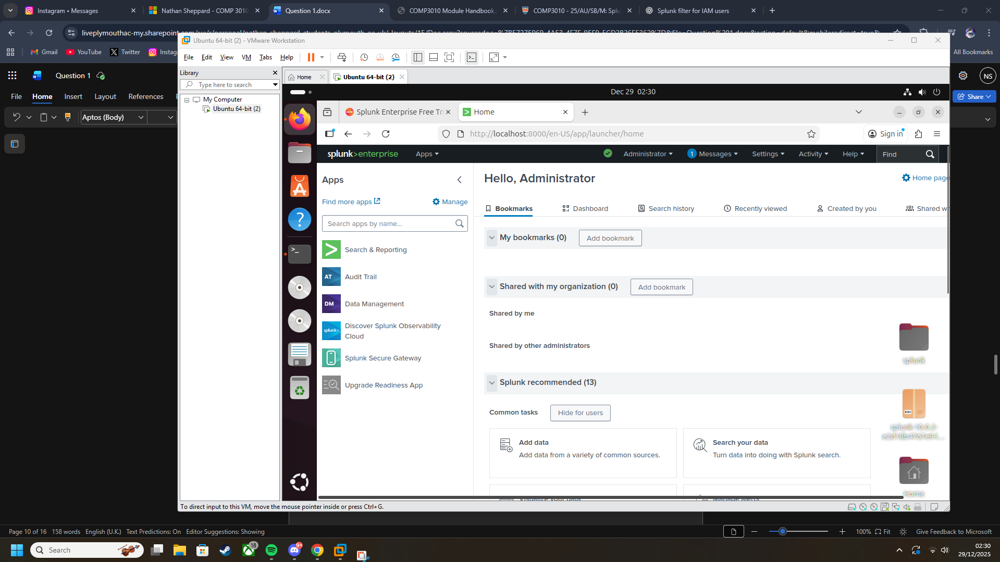 Instagram • Messages
Nathan Sheppard - COMP 3010
Question 1.docx
COMP3010 Module Handbook.
COMP3010 - 25/AU/SB/M: Splu
Splunk filter for IAM users
liveplymouthac-my.sharepoint.com
Gmail
YouTube
Twitter
All Bookmarks
Question 1
NS
File
Home
Insert
Layout
References
Share
Aptos (Body)
Ubuntu 64-bit (2) - VMware Workstation
File
Edit
View
VM
Tabs
Help
Library
Type here to search
My Computer
Ubuntu 64-bit (2)
Home
Ubuntu 64-bit (2)
Dec 29 02:30
Splunk Enterprise Free Tri
Home
http://localhost:8000/en-US/app/launcher/home
Sign in
splunk>enterprise
Apps
Administrator
1 Messages
Settings
Activity
Help
Find
Apps
Find more apps
Manage
Search apps by name...
Search & Reporting
AT
Audit Trail
DM
Data Management
splunk>
Discover Splunk Observability
Cloud
Splunk Secure Gateway
Upgrade Readiness App
Hello, Administrator
Home page
Bookmarks
Dashboard
Search history
Recently viewed
Created by you
My bookmarks (0)
Add bookmark
Shared with my organization (0)
Add bookmark
Shared by me
Shared by other administrators
Splunk recommended (13)
Common tasks
Hide for users
Add data
Add data from a variety of common sources.
Search your data
Turn data into doing with Splunk search.
Visualize your data
Manage alerts
splunk
splunk-10.0.2-
Home
To direct input to this VM, move the mouse pointer inside or press Ctrl+G.
Page 10 of 16
158 words
English (U.K.)
Text Predictions: On
Editor Suggestions: Showing
100%
Fit
Give Feedback to Microsoft
Search
18
9+
02:30
29/12/2025